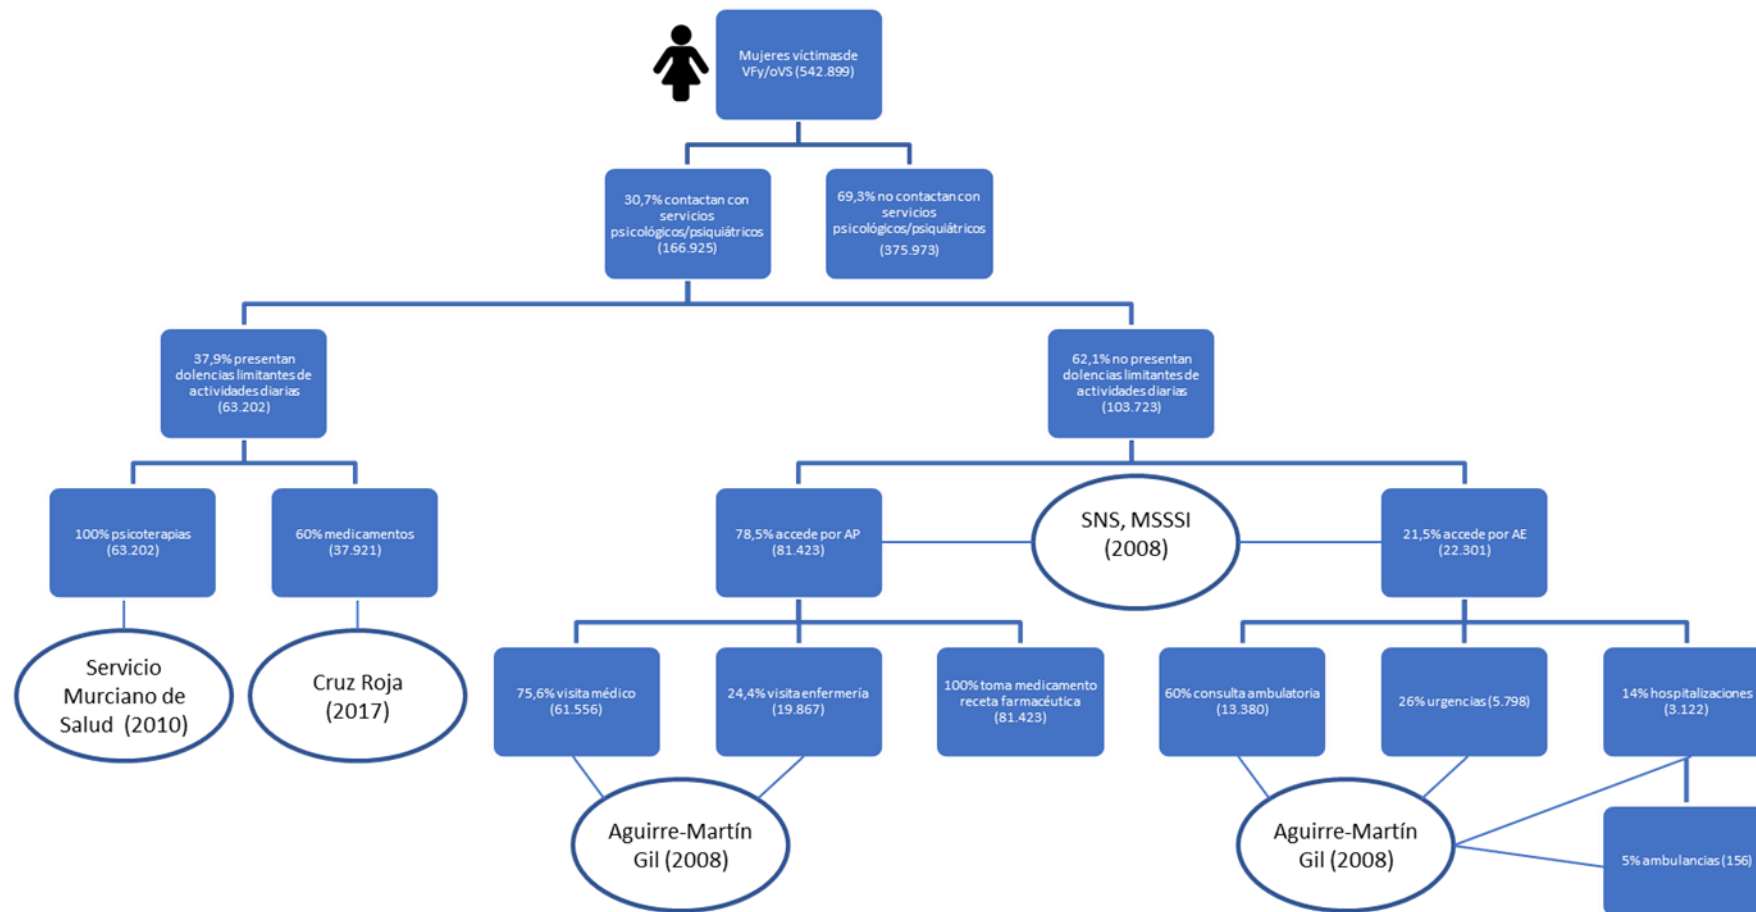 Mujeres víctimasde
VFy/oVS (542.899)
30,7% contactan con
servicios
psicológicos/psiquiátricos
(166.925)
69,3% no contactan con
servicios
psicológicos/psiquiátricos
(375.973)
37,9% presentan
dolencias limitantes de
actividades diarias
(63.202)
62,1% no presentan
dolencias limitantes de
actividades diarias
(103.723)
100% psicoterapias
(63.202)
60% medicamentos
(37.921)
78,5% accede por AP
(81.423)
SNS, MSSSI
(2008)
21,5% accede por AE
(22.301)
Servicio
Murciano de
Salud (2010)
Cruz Roja
(2017)
75,6% visita médico
(61.556)
24,4% visita enfermería
(19.867)
100% toma medicamento
receta farmacéutica
(81.423)
60% consulta ambulatoria
(13.380)
26% urgencias (5.798)
14% hospitalizaciones
(3.122)
Aguirre-Martín
Gil (2008)
Aguirre-Martín
Gil (2008)
5% ambulancias (156)